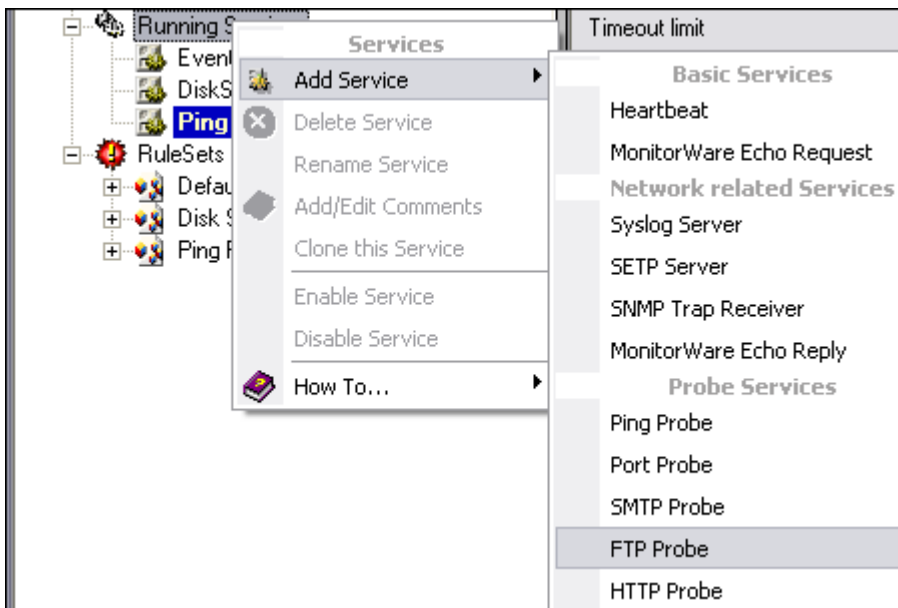 Running
Event
DiskS
Ping
RuleSets
Defau
Disk S
Ping
Services
Add Service
Delete Service
Rename Service
Add/Edit Comments
Clone this Service
Enable Service
Disable Service
How To...
Timeout limit
Basic Services
Heartbeat
MonitorWare Echo Request
Network related Services
Syslog Server
SETP Server
SNMP Trap Receiver
MonitorWare Echo Reply
Probe Services
Ping Probe
Port Probe
SMTP Probe
FTP Probe
HTTP Probe